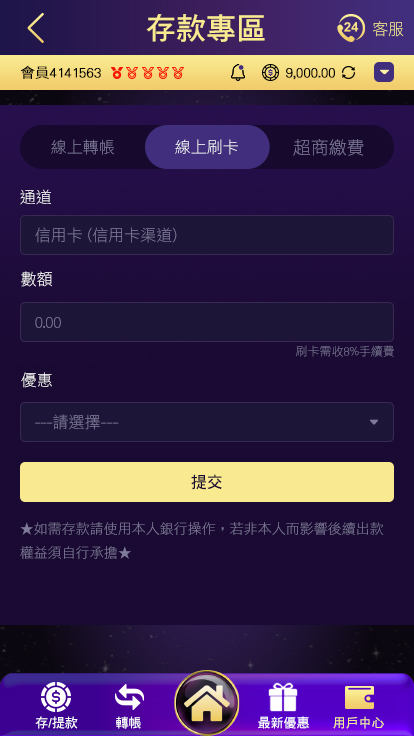 存款專區
24 客服
會員4141563 9,000.00
線上轉帳 線上刷卡 超商繳費
通道
信用卡 (信用卡渠道)
數額
0.00
刷卡需收8%手續費
優惠
---請選擇---
提交
★如需存款請使用本人銀行操作，若非本人而影響後續出款
權益須自行承擔★
存/提款 轉帳 最新優惠 用戶中心